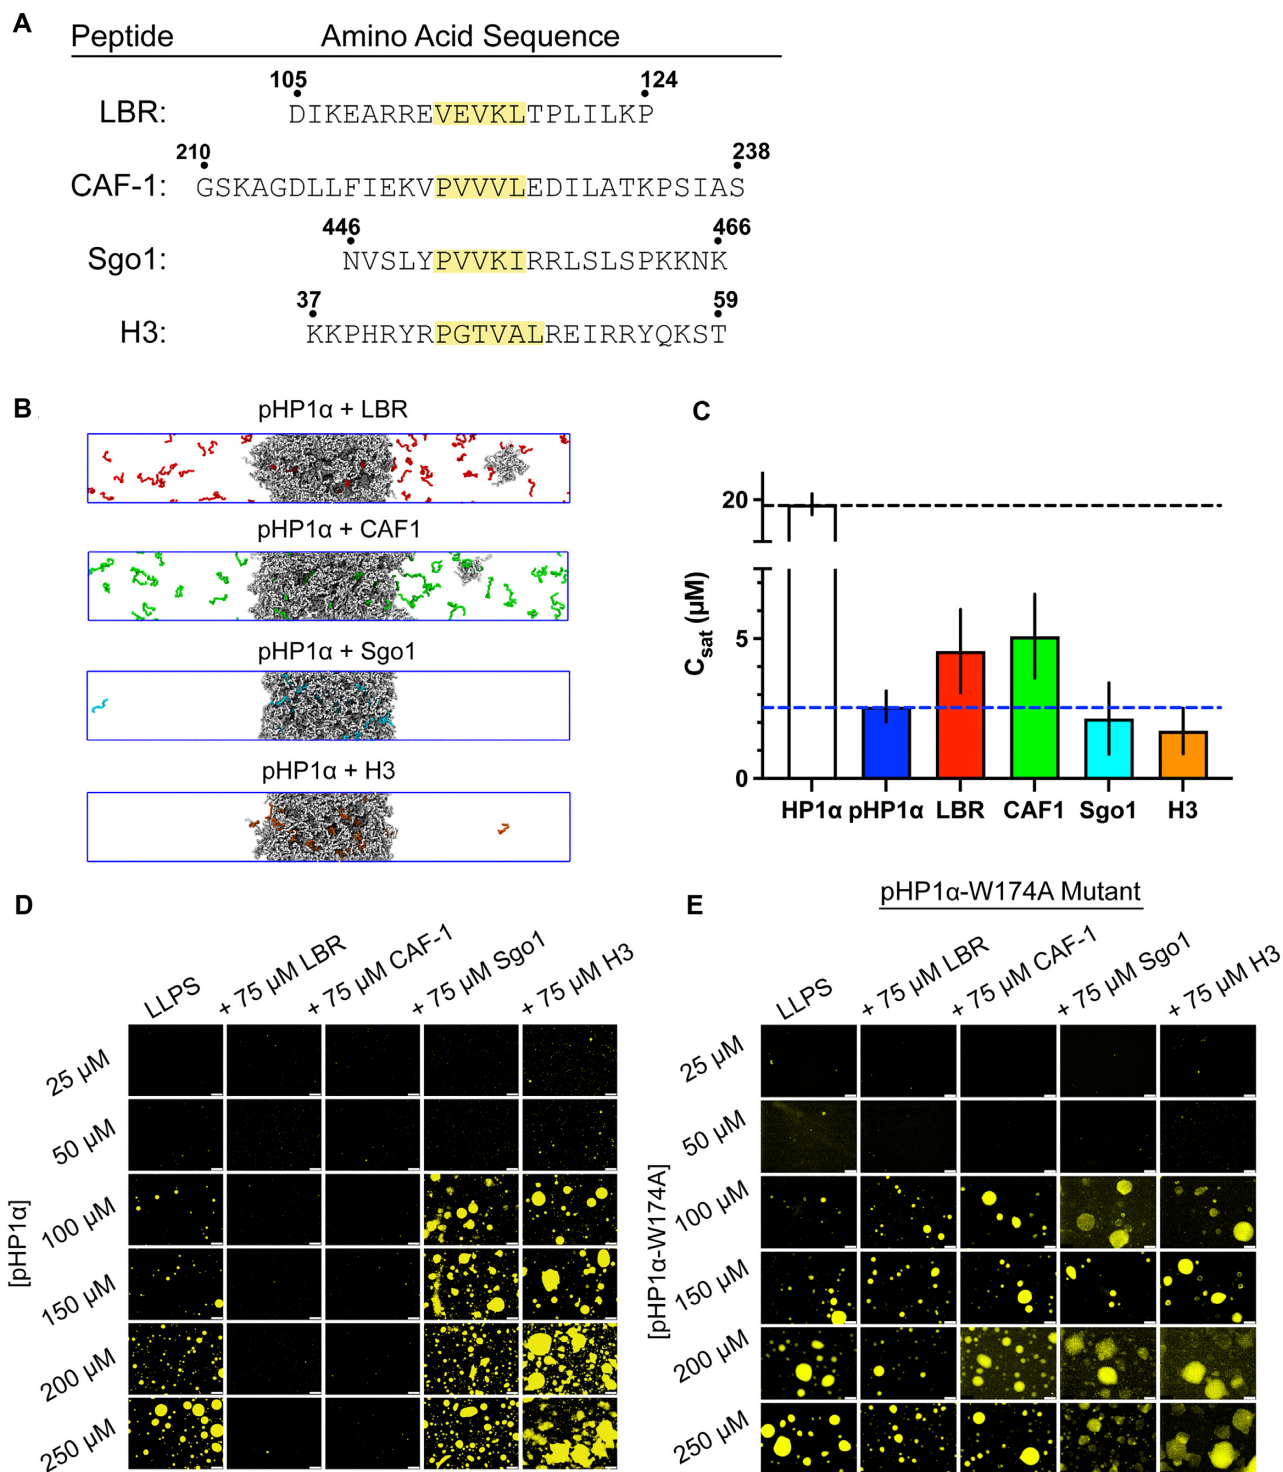 A
Peptide Amino Acid Sequence
105 124
LBR: DIKEARREVEVKLTPLILKP
210 238
CAF-1: GSKAGDLLFIEKVPVVVLEDILATKPSIAS
446 466
Sgo1: NVSLYPVVKIRRLSLSPKKNK
37 59
H3: KKPHRYRPGTVALREIRRYQKST
B
pHP1α + LBR
pHP1α + CAF1
pHP1α + Sgo1
pHP1α + H3
C
Csat (μM)
20
5
0
HP1α pHP1α LBR CAF1 Sgo1 H3
D
LLPS
+ 75 μM LBR
+ 75 μM CAF-1
+ 75 μM Sgo1
+ 75 μM H3
[pHP1α]
25 μM
50 μM
100 μM
150 μM
200 μM
250 μM
E
pHP1α-W174A Mutant
LLPS
+ 75 μM LBR
+ 75 μM CAF-1
+ 75 μM Sgo1
+ 75 μM H3
[pHP1α-W174A]
25 μM
50 μM
100 μM
150 μM
200 μM
250 μM